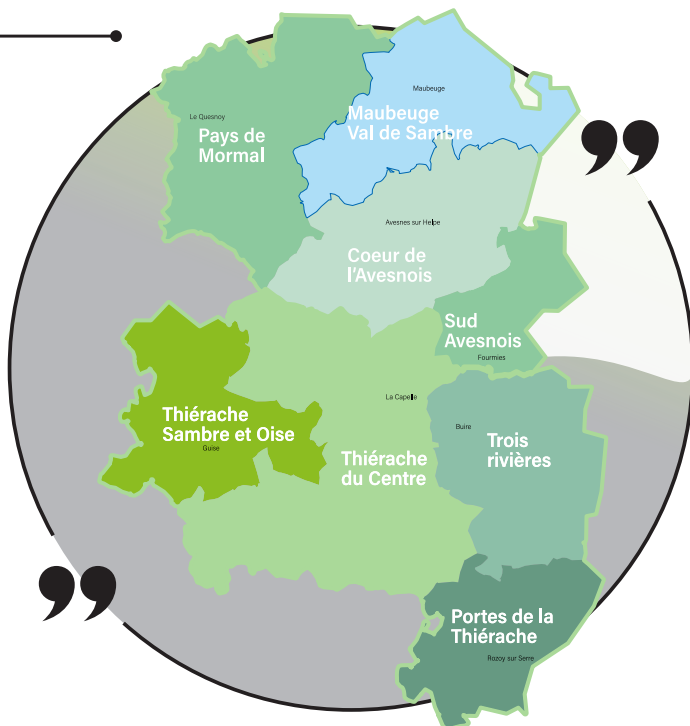 Maubeuge
Maubeuge
Val de Sambre
Le Quesnoy
Pays de
Mormal
”
Avesnes sur Helpe
Coeur de
l'Avesnois
Sud
Avesnois
Fourmies
La Capelle
Thiérache
Sambre et Oise
Guise
Buire
Trois
rivières
Thiérache
du Centre
”
Portes de la
Thiérache
Rozoy sur Serre